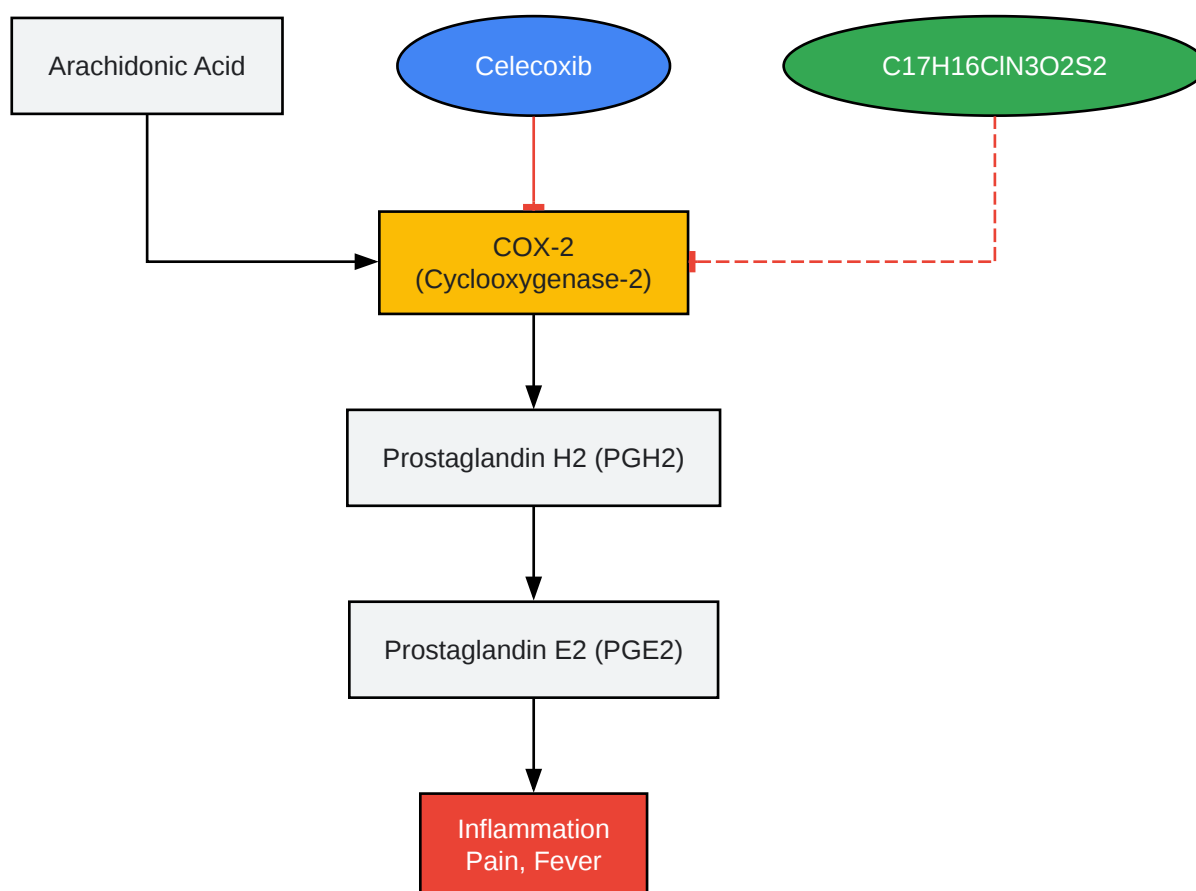 Arachidonic Acid
Celecoxib
C17H16ClN3O2S2
COX-2
(Cyclooxygenase-2)
Prostaglandin H2 (PGH2)
Prostaglandin E2 (PGE2)
Inflammation
Pain, Fever